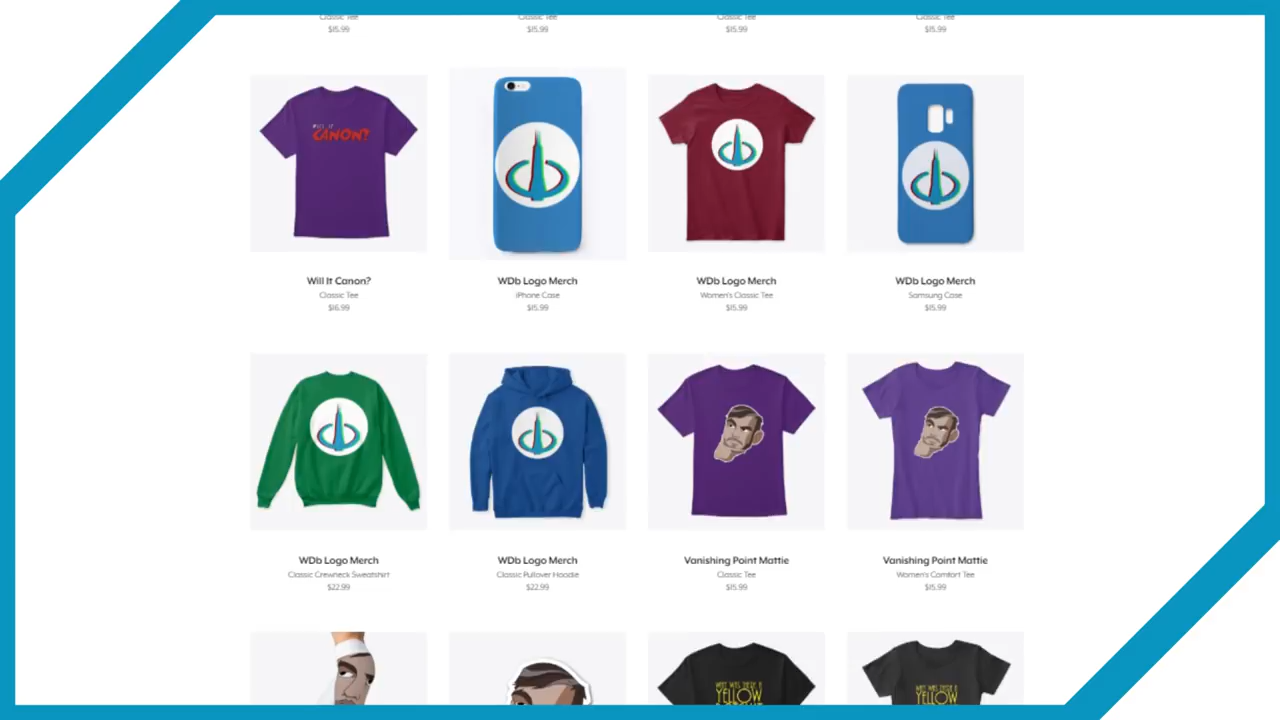 Classic Tee
Classic Tee
Classic Tee
Classic Tee
$15.99
$15.99
$15.99
$15.99
WILL IT
CANON?
Will It Canon?
WDb Logo Merch
WDb Logo Merch
WDb Logo Merch
Classic Tee
iPhone Case
Women's Classic Tee
Samsung Case
$16.99
$15.99
$15.99
$15.99
WDb Logo Merch
WDb Logo Merch
Vanishing Point Mattie
Vanishing Point Mattie
Classic Crewneck Sweatshirt
Classic Pullover Hoodie
Classic Tee
Women's Comfort Tee
$22.99
$22.99
$15.99
$15.99
YELLOW
YELLOW